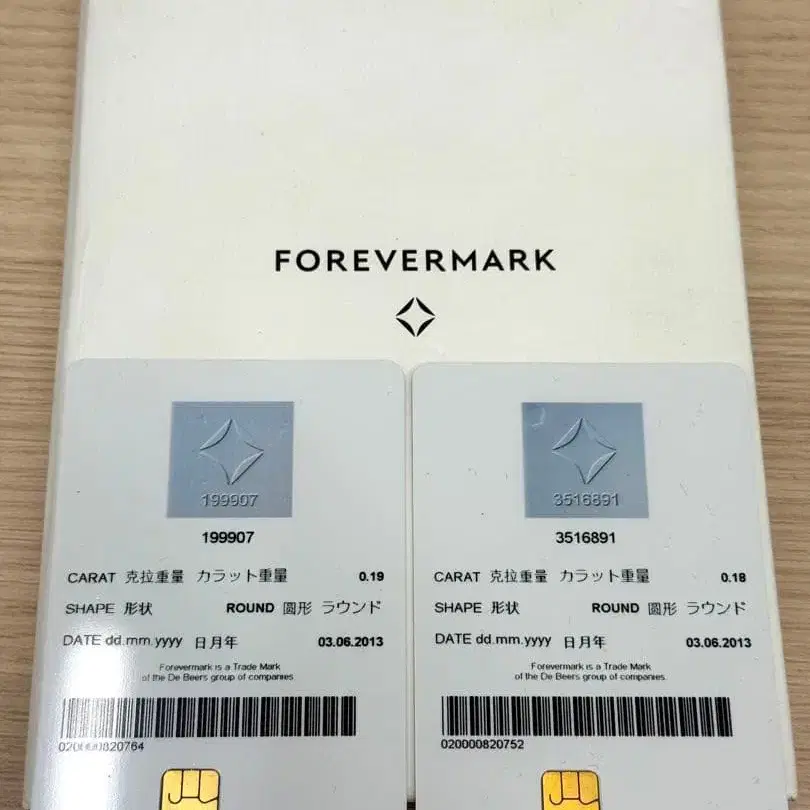 FOREVERMARK
199907
199907
CARAT 克拉重量 カラット重量 0.19
SHAPE 形状 ROUND 圆形 ラウンド
DATE dd.mm.yyyy 日月年 03.06.2013
Forevermark is a Trade Mark
of the De Beers group of companies.
020000820764
3516891
3516891
CARAT 克拉重量 カラット重量 0.18
SHAPE 形状 ROUND 圆形 ラウンド
DATE dd.mm.yyyy 日月年 03.06.2013
Forevermark is a Trade Mark
of the De Beers group of companies.
020000820752